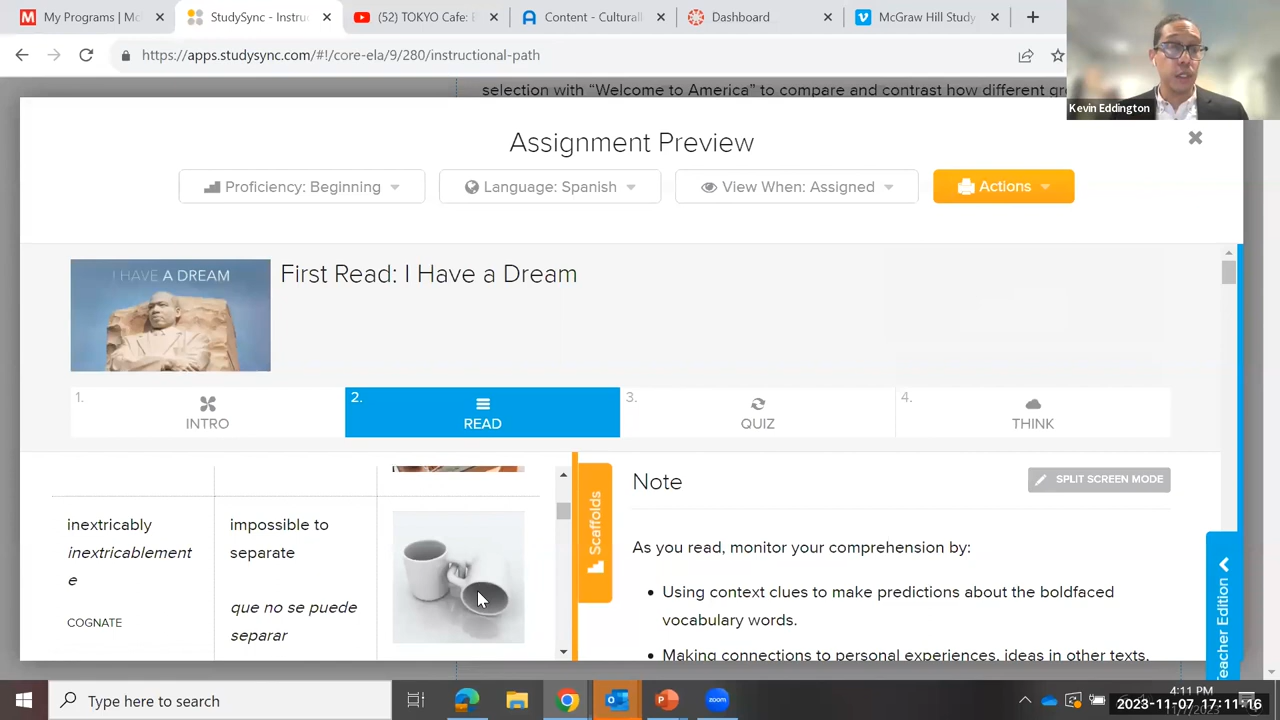 My Programs | Mc
StudySync - Instruc
(52) TOKYO Cafe: B
Content - Culturall
Dashboard
McGraw Hill Study
https://apps.studysync.com/#!/core-ela/9/280/instructional-path
Kevin Eddington
selection with “Welcome to America” to compare and contrast how different gr
Assignment Preview
Proficiency: Beginning
Language: Spanish
View When: Assigned
Actions
I HAVE A DREAM
First Read: I Have a Dream
1.
INTRO
2.
READ
3.
QUIZ
4.
THINK
inextricably
inextricablement
e
COGNATE
impossible to
separate
que no se puede
separar
Scaffolds
Note
SPLIT SCREEN MODE
As you read, monitor your comprehension by:
• Using context clues to make predictions about the boldfaced
vocabulary words.
• Making connections to personal experiences, ideas in other texts,
Teacher Edition
Type here to search
4:11 PM
2023-11-07 17:11:16